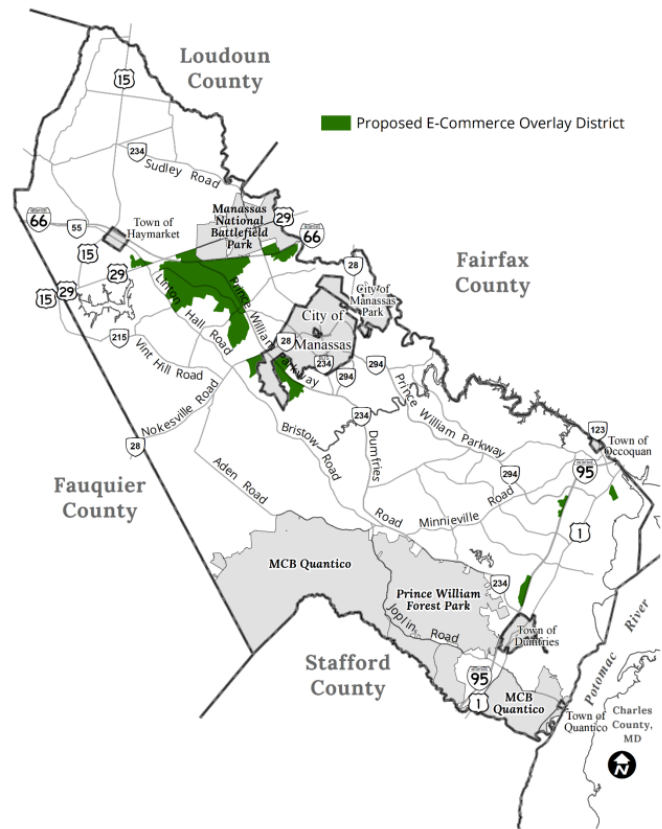 Loudoun
County
15
Proposed E-Commerce Overlay District
234
Sudley Road
Manassas
National
Battlefield
Park
29
66
Town of
Haymarket
66
55
15
29
15
29
28
Fairfax
County
City of
Manassas
Park
City of
Manassas
28
234
294
294
Prince William Parkway
Linton Hall Road
215
Vint Hill Road
Nokesville Road
28
Prince William Parkway
234
Dumfries
Road
Bristow Road
Aden Road
Minnieville Road
294
123
Town of
Occoquan
95
1
Fauquier
County
MCB Quantico
Prince William
Forest Park
234
Joplin Road
Town of
Dumfries
Stafford
County
95
1
MCB
Quantico
Town of
Quantico
Potomac River
Charles
County,
MD
N